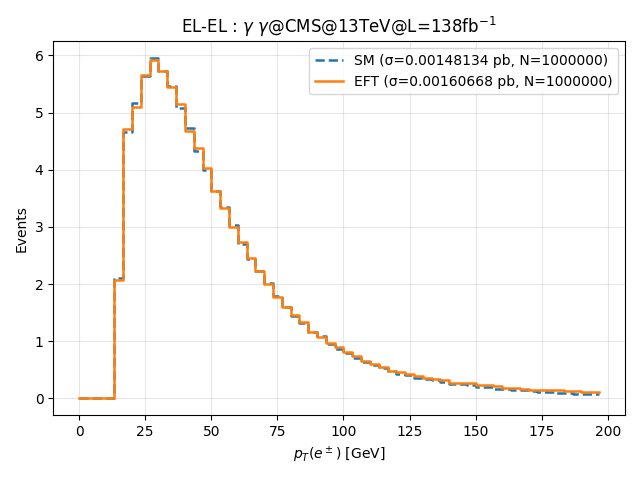 EL-EL : γ γ@CMS@13TeV@L=138fb⁻¹
SM (σ=0.00148134 pb, N=1000000)
EFT (σ=0.00160668 pb, N=1000000)
Events
6
5
4
3
2
1
0
0 25 50 75 100 125 150 175 200
p_T(e^±) [GeV]